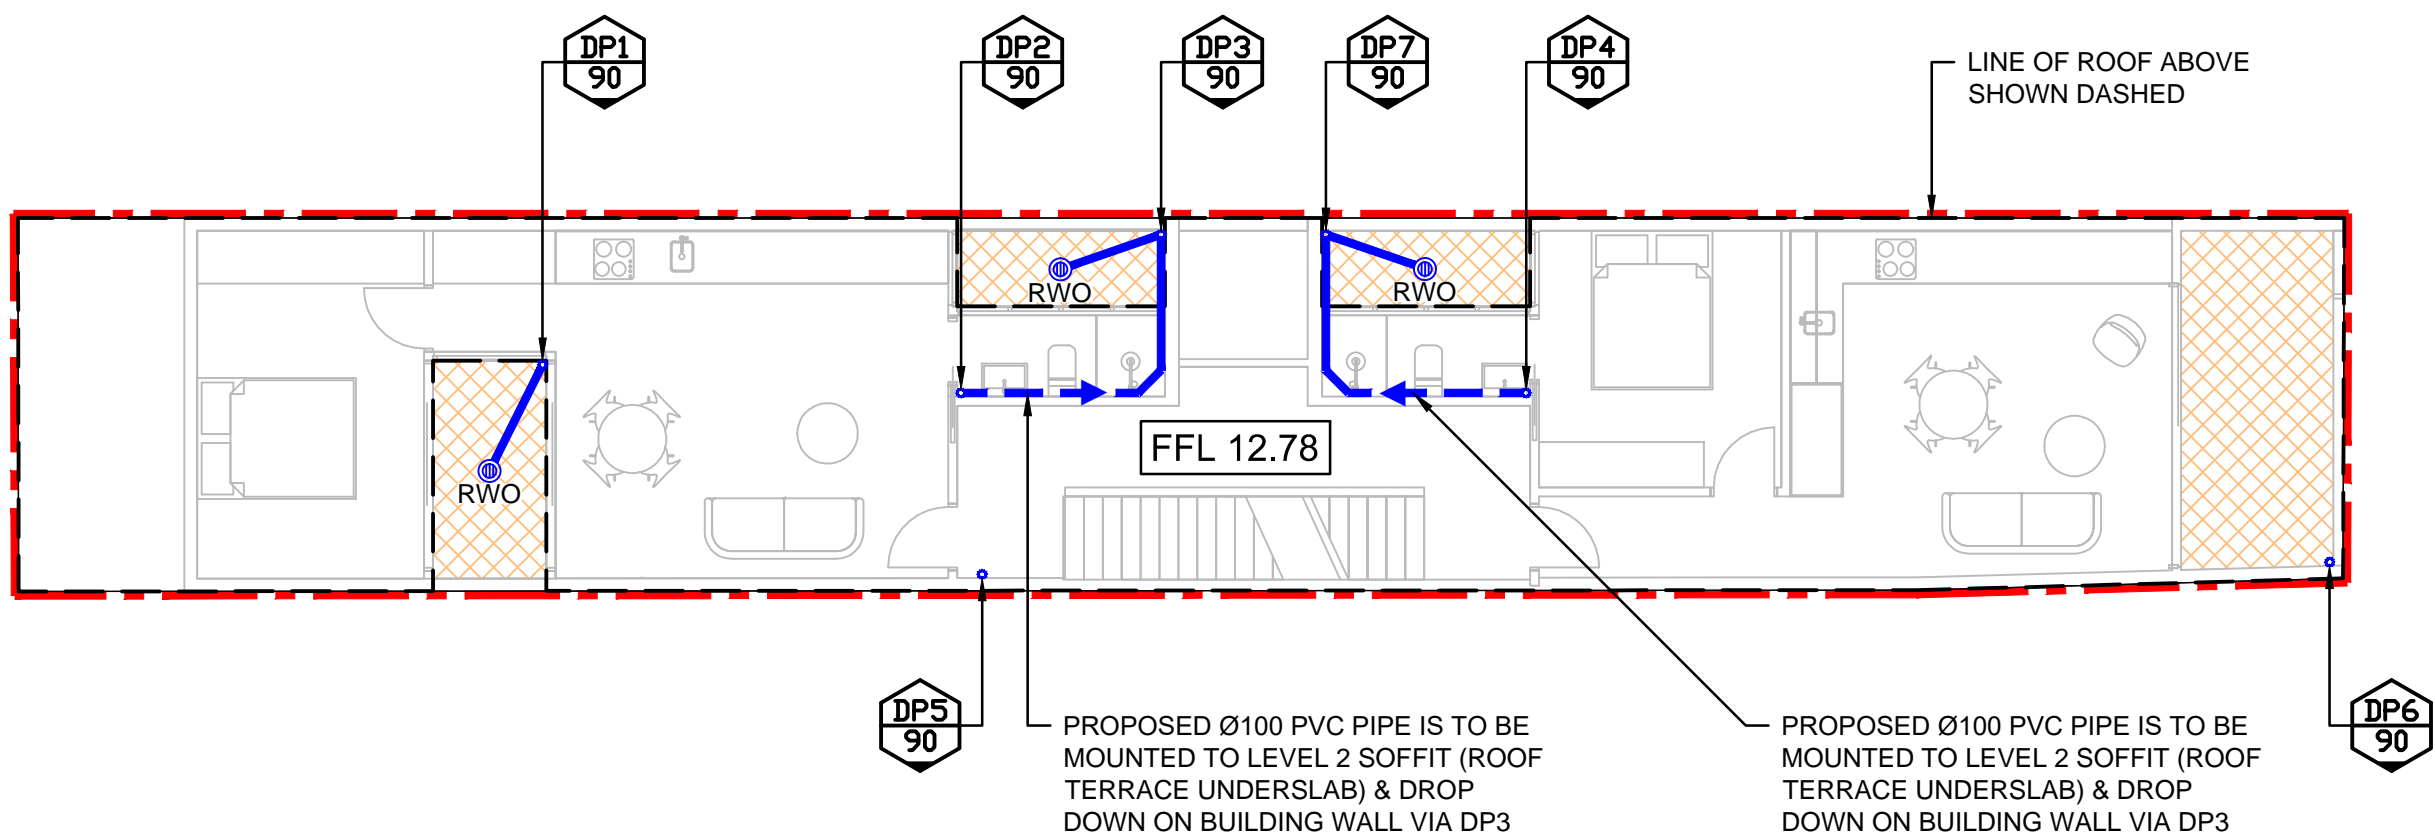 DP1
90
DP2
90
DP3
90
DP7
90
DP4
90
LINE OF ROOF ABOVE
SHOWN DASHED
RWO
RWO
RWO
FFL 12.78
DP5
90
PROPOSED Ø100 PVC PIPE IS TO BE
MOUNTED TO LEVEL 2 SOFFIT (ROOF
TERRACE UNDERSLAB) & DROP
DOWN ON BUILDING WALL VIA DP3
PROPOSED Ø100 PVC PIPE IS TO BE
MOUNTED TO LEVEL 2 SOFFIT (ROOF
TERRACE UNDERSLAB) & DROP
DOWN ON BUILDING WALL VIA DP3
DP6
90